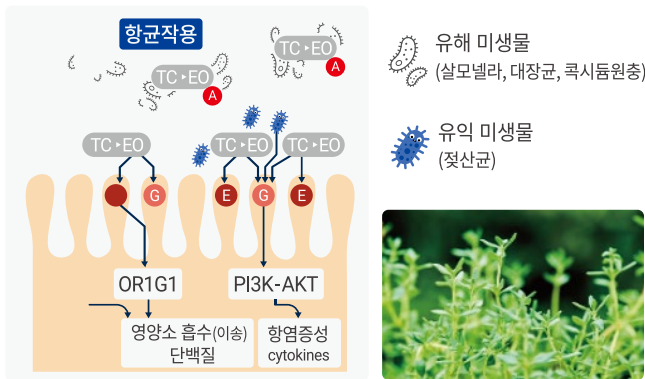 항균작용
TC▸EO
A
TC▸EO
A
유해 미생물
(살모넬라, 대장균, 콕시듐원충)
유익 미생물
(젖산균)
TC▸EO
TC▸EO
TC▸EO
G
E
G
E
OR1G1
PI3K-AKT
영양소 흡수(이송)
단백질
항염증성
cytokines